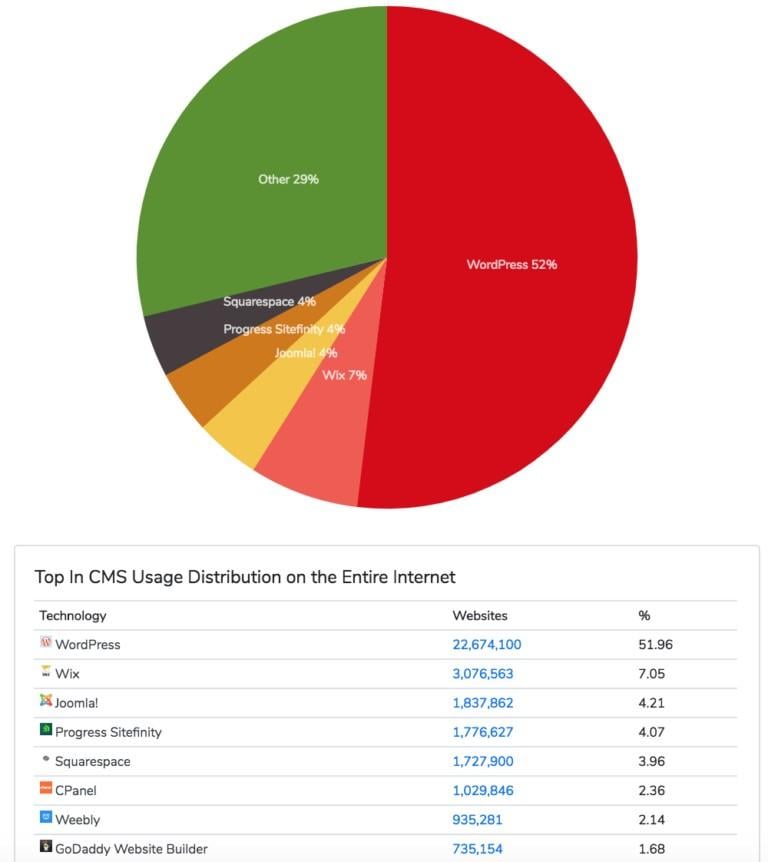 Other 29%
WordPress 52%
Squarespace 4%
Progress Sitefinity 4%
Joomla! 4%
Wix 7%
Top In CMS Usage Distribution on the Entire Internet
Technology Websites %
WordPress 22,674,100 51.96
Wix 3,076,563 7.05
Joomla! 1,837,862 4.21
Progress Sitefinity 1,776,627 4.07
Squarespace 1,727,900 3.96
CPanel 1,029,846 2.36
Weebly 935,281 2.14
GoDaddy Website Builder 735,154 1.68